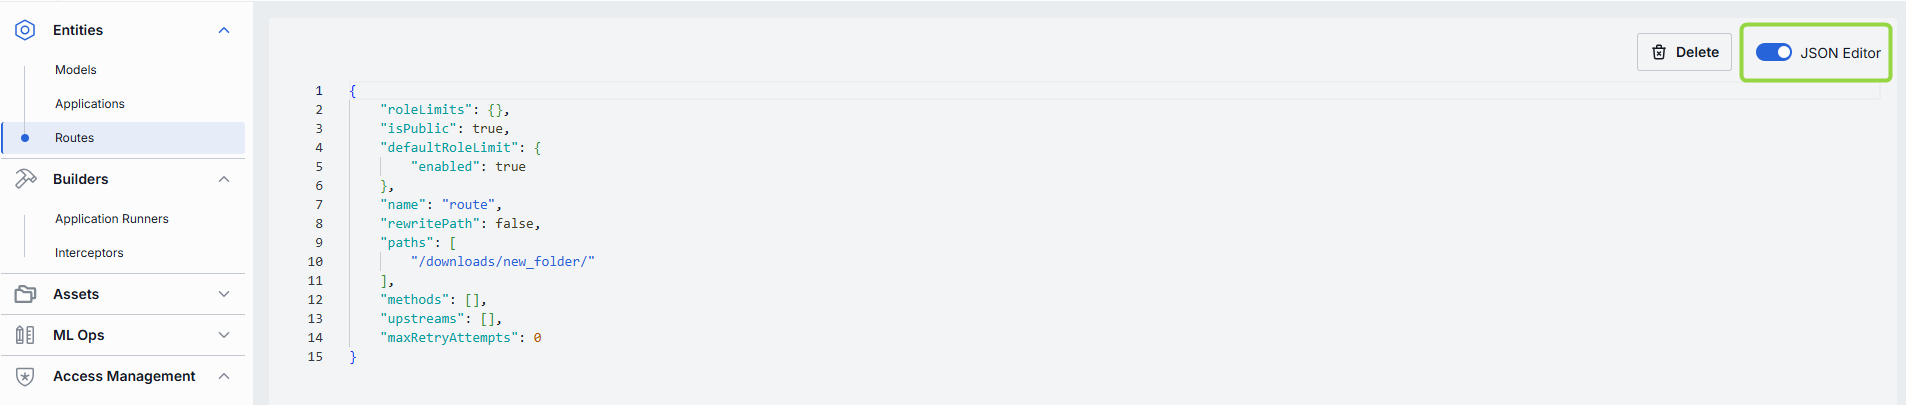 Entities
Models
Applications
Routes
Builders
Application Runners
Interceptors
Assets
ML Ops
Access Management
Delete
JSON Editor
1 {
2     "roleLimits": {},
3     "isPublic": true,
4     "defaultRoleLimit": {
5         "enabled": true
6     },
7     "name": "route",
8     "rewritePath": false,
9     "paths": [
10         "/downloads/new_folder/"
11     ],
12     "methods": [],
13     "upstreams": [],
14     "maxRetryAttempts": 0
15 }